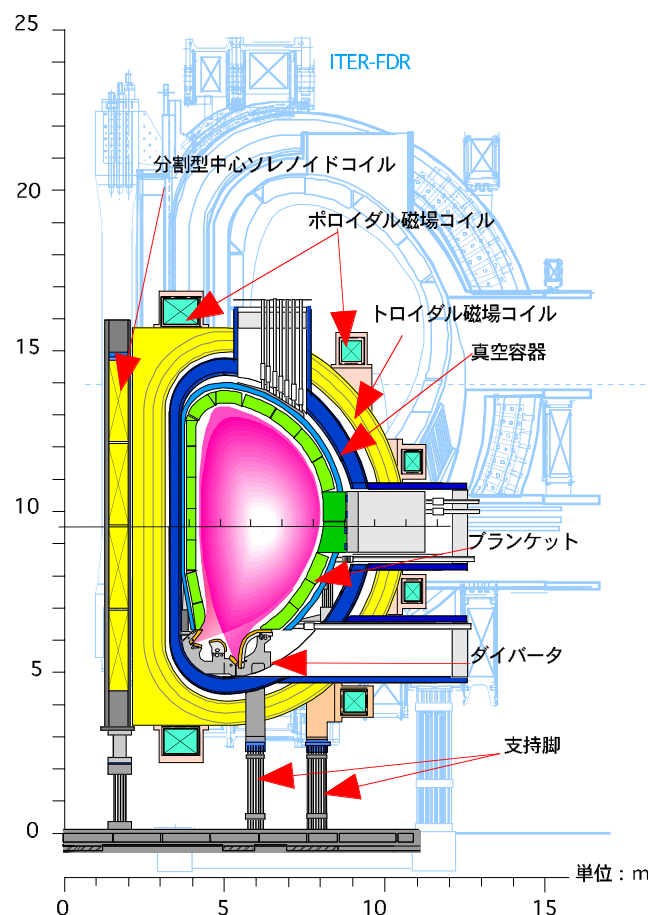 25
ITER-FDR
分割型中心ソレノイドコイル
20
ポロイダル磁場コイル
トロイダル磁場コイル
15
真空容器
10
ブランケット
ダイバータ
5
支持脚
0
単位：m
0 5 10 15